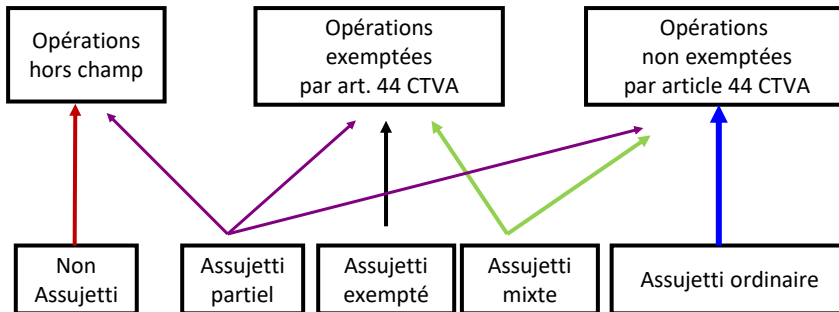 Opérations
hors champ
Opérations
exemptées
par art. 44 CTVA
Opérations
non exemptées
par article 44 CTVA
Non
Assujetti
Assujetti
partiel
Assujetti
exempté
Assujetti
mixte
Assujetti ordinaire